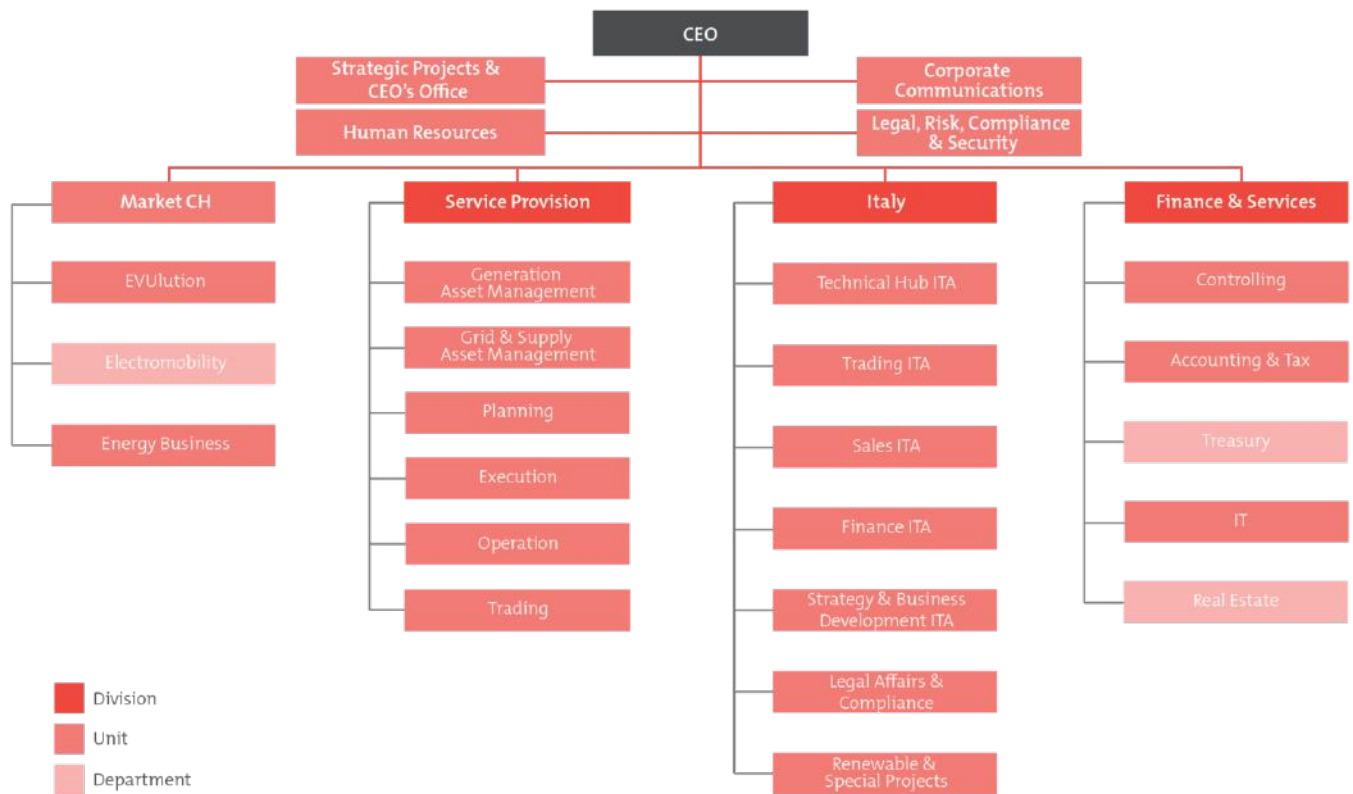 CEO
Strategic Projects &
CEO's Office
Corporate
Communications
Human Resources
Legal, Risk, Compliance
& Security
Market CH
EVUlution
Electromobility
Energy Business
Service Provision
Generation
Asset Management
Grid & Supply
Asset Management
Planning
Execution
Operation
Trading
Italy
Technical Hub ITA
Trading ITA
Sales ITA
Finance ITA
Strategy & Business
Development ITA
Legal Affairs &
Compliance
Renewable &
Special Projects
Finance & Services
Controlling
Accounting & Tax
Treasury
IT
Real Estate
Division
Unit
Department